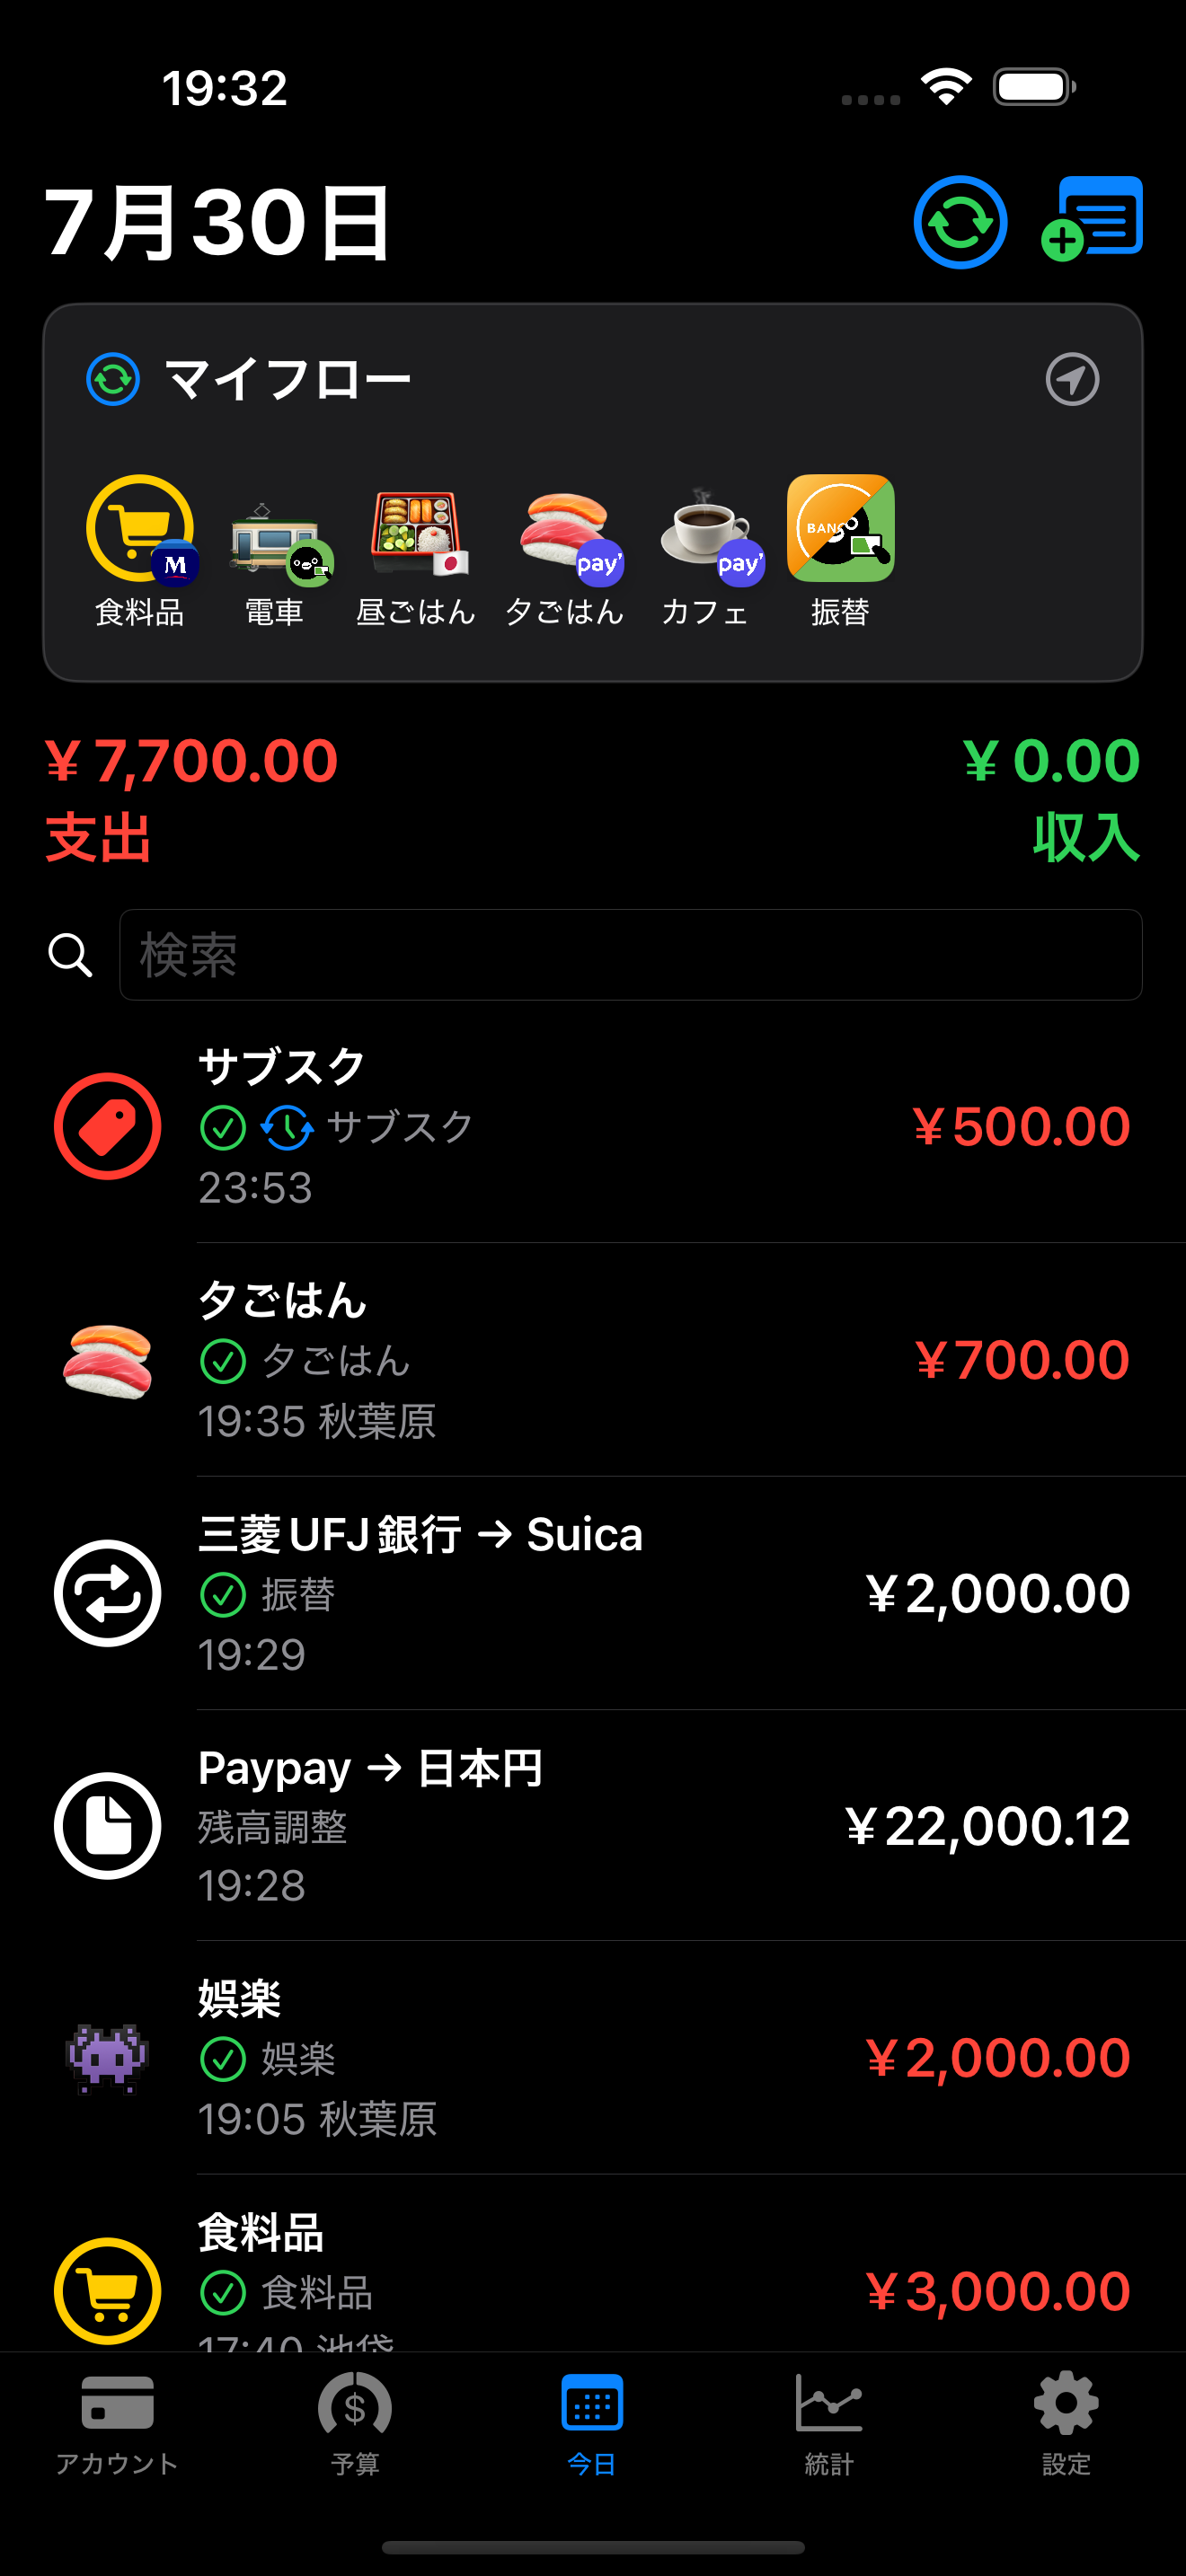 19:32
7月30日
マイフロー
M
pay'
pay'
BANK
食料品
電車
昼ごはん
夕ごはん
カフェ
振替
¥ 7,700.00
¥ 0.00
支出
収入
検索
サブスク
サブスク
¥500.00
23:53
夕ごはん
夕ごはん
¥700.00
19:35 秋葉原
三菱UFJ銀行 → Suica
振替
¥2,000.00
19:29
Paypay → 日本円
残高調整
¥22,000.12
19:28
娯楽
娯楽
¥2,000.00
19:05 秋葉原
食料品
食料品
¥3,000.00
17:40 池袋
アカウント
予算
今日
統計
設定